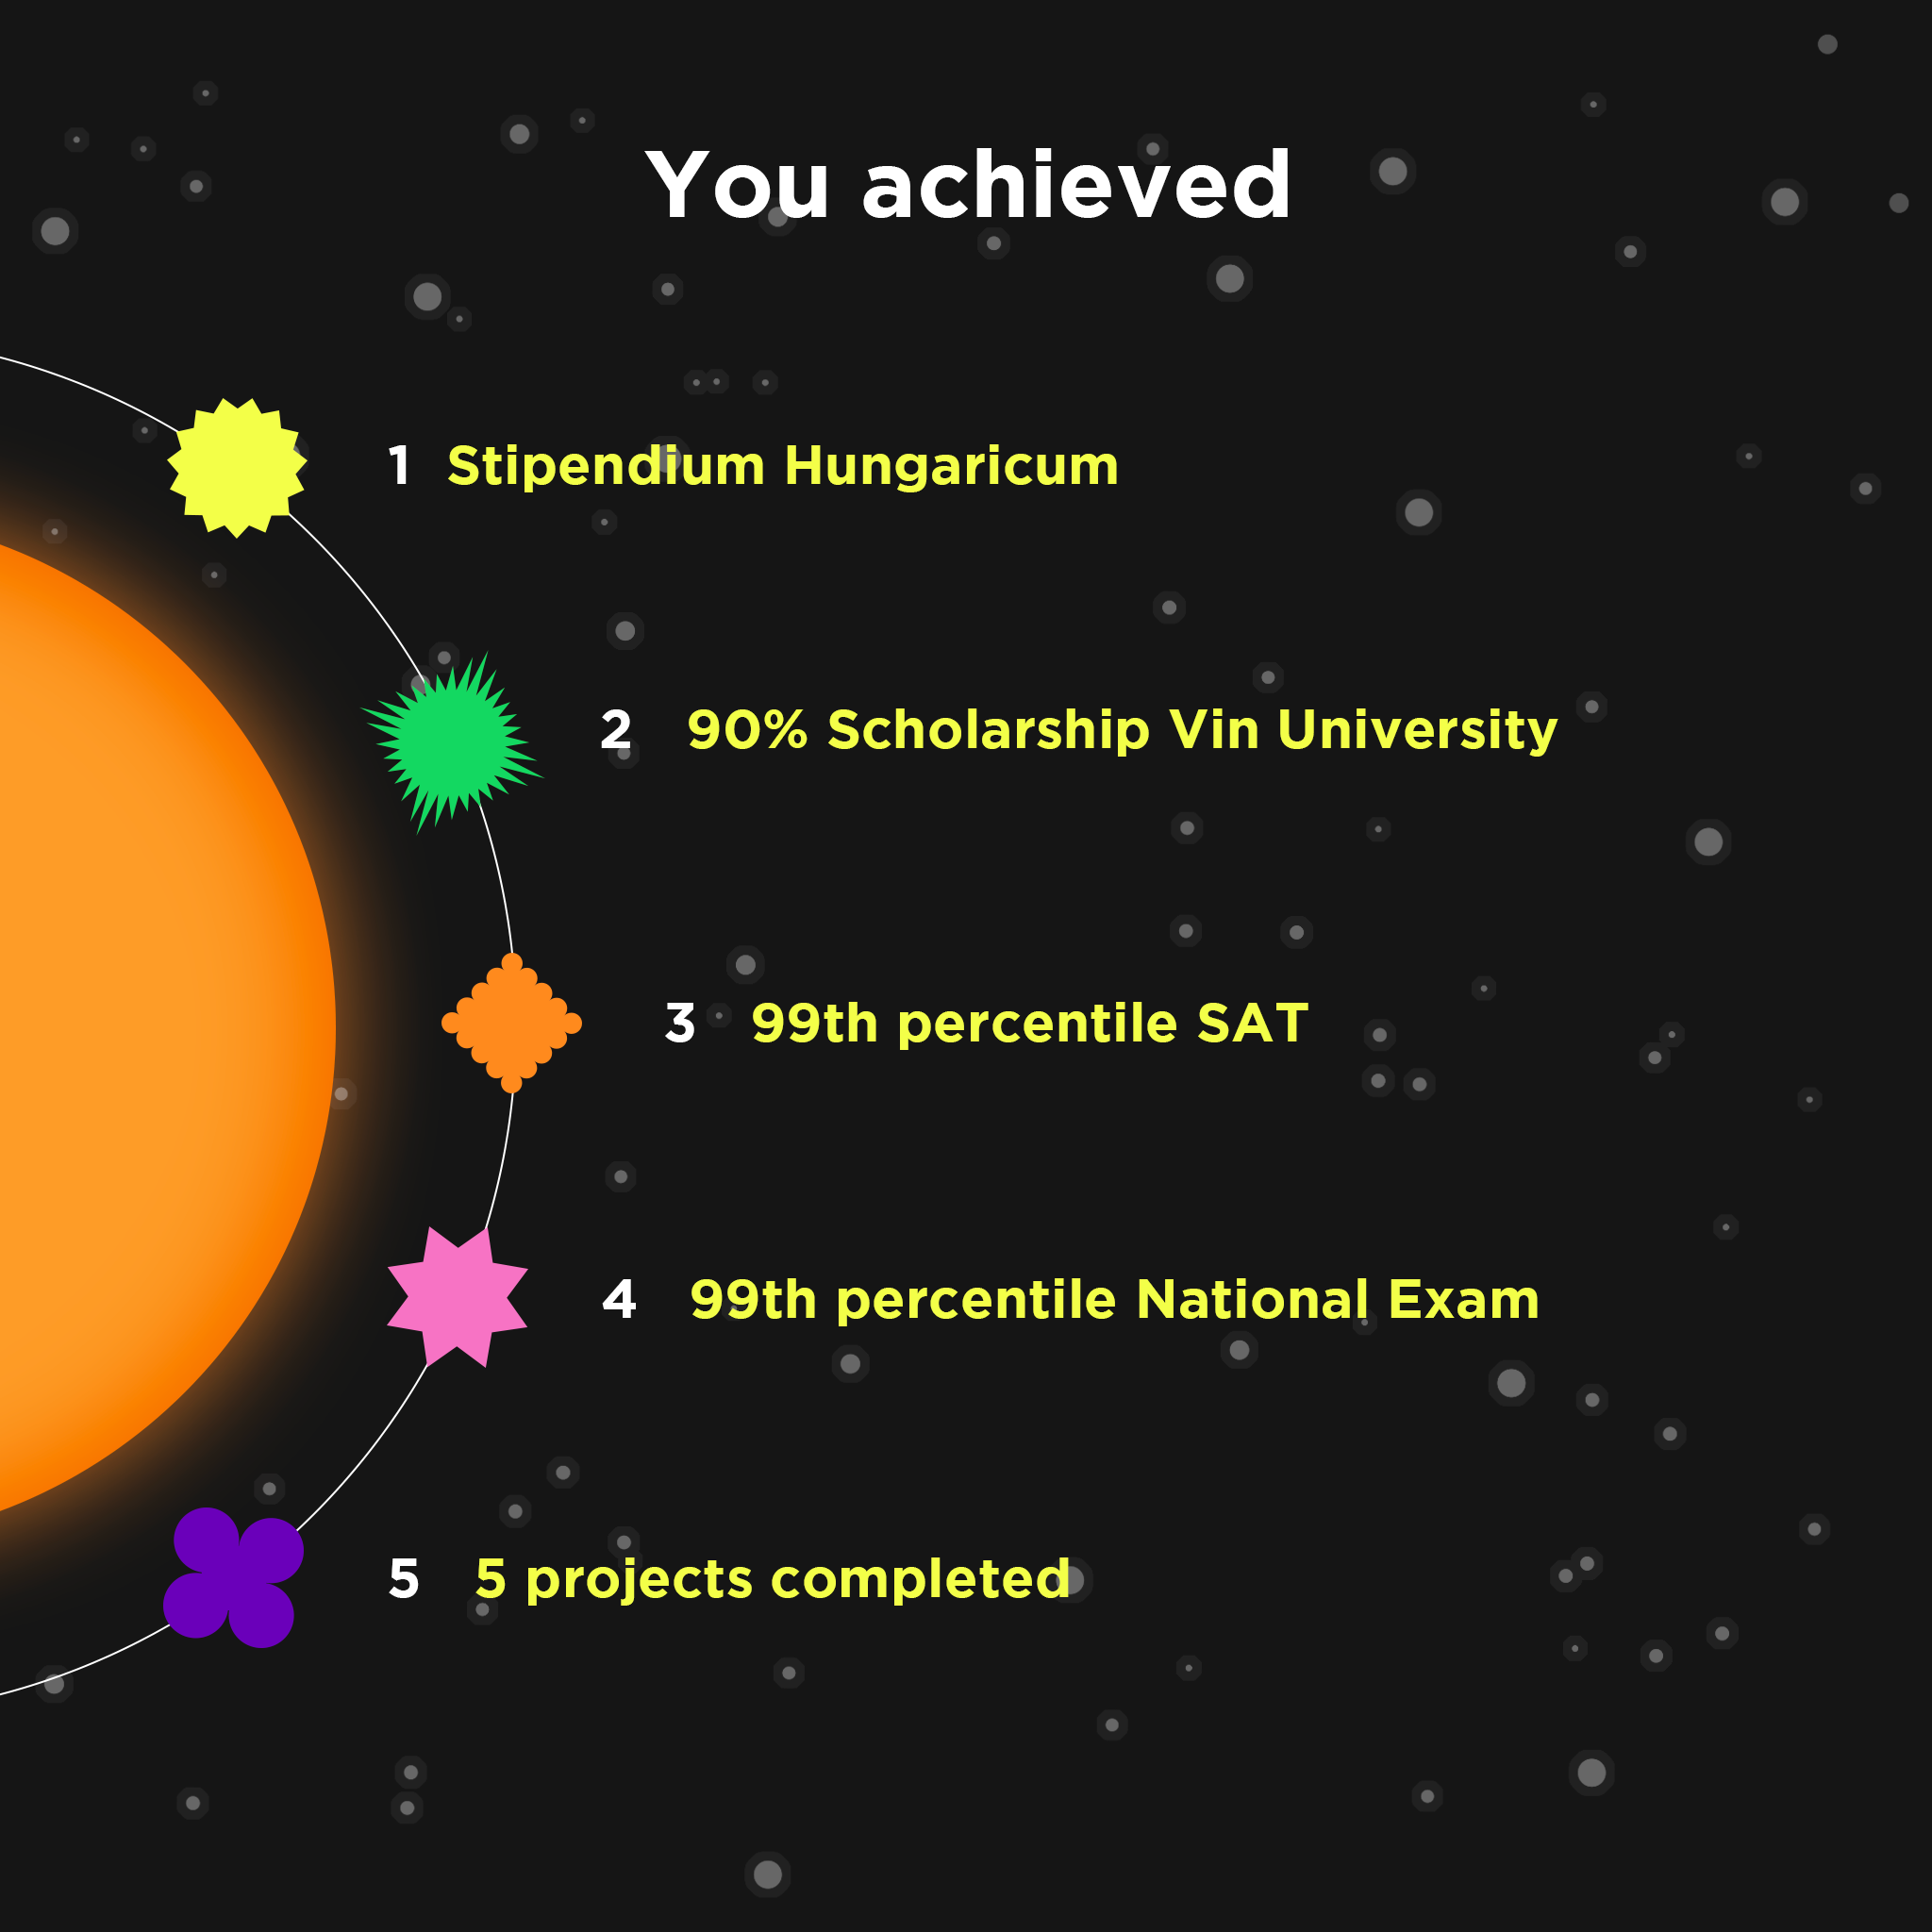 You achieved
1 Stipendium Hungaricum
2 90% Scholarship Vin University
3 99th percentile SAT
4 99th percentile National Exam
5 5 projects completed